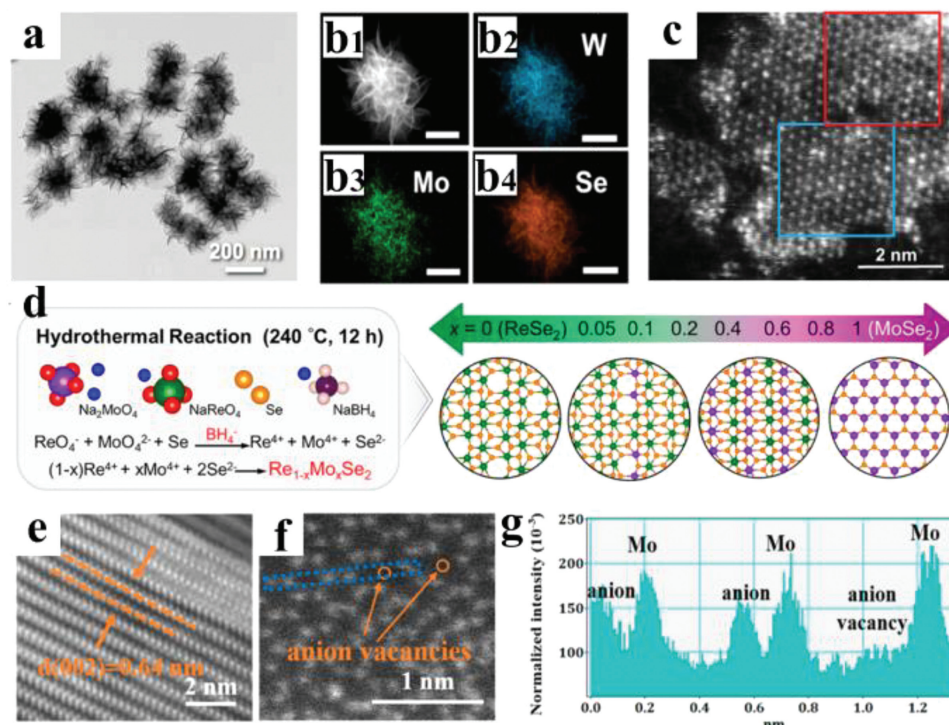 a
200 nm
b1
b2
W
b3
Mo
b4
Se
c
2 nm
d
Hydrothermal Reaction (240 °C, 12 h)
Na₂MoO₄
NaReO₄
Se
NaBH₄
ReO₄⁻ + MoO₄²⁻ + Se BH₄⁻ Re⁴⁺ + Mo⁴⁺ + Se²⁻
(1-x)Re⁴⁺ + xMo⁴⁺ + 2Se²⁻ Re₁₋ₓMoₓSe₂
x = 0 (ReSe₂) 0.05 0.1 0.2 0.4 0.6 0.8 1 (MoSe₂)
e
d(002)=0.64 nm
2 nm
f
anion vacancies
1 nm
g
Normalized intensity (10⁻⁵)
250
200
150
100
anion
Mo
anion
Mo
anion
vacancy
Mo
0.0 0.2 0.4 0.6 0.8 1.0 1.2
nm